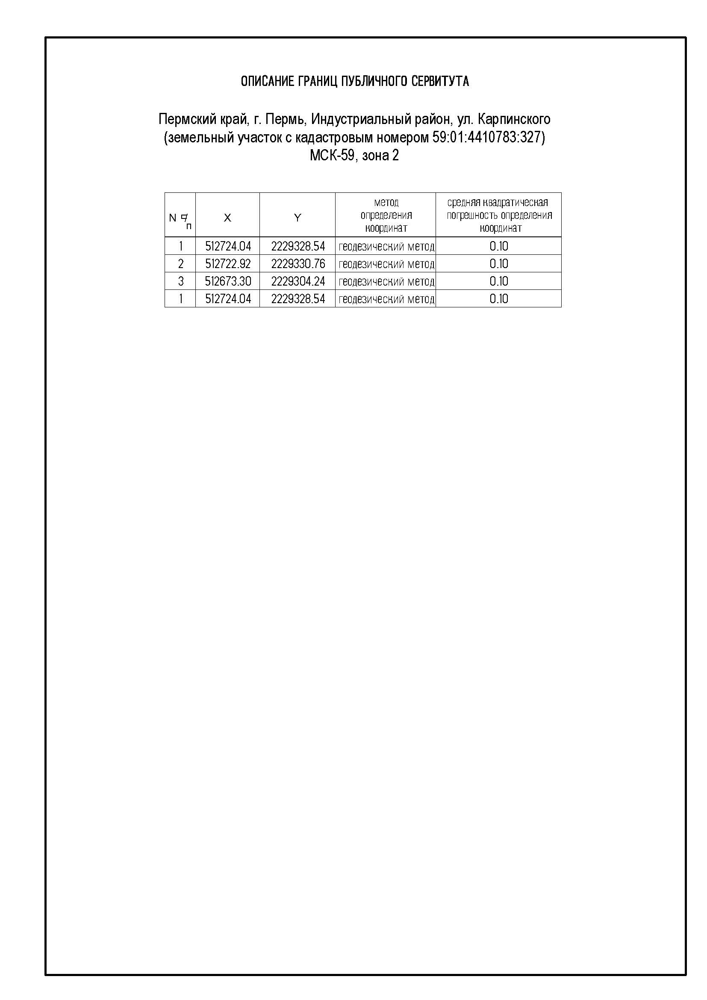 ОПИСАНИЕ ГРАНИЦ ПУБЛИЧНОГО СЕРВИТУТА
Пермский край, г. Пермь, Индустриальный район, ул. Карпинского
(земельный участок с кадастровым номером 59:01:4410783:327)
МСК-59, зона 2
N п/п X Y метод определения координат средняя квадратическая погрешность определения координат
1 512724.04 2229328.54 геодезический метод 0.10
2 512722.92 2229330.76 геодезический метод 0.10
3 512673.30 2229304.24 геодезический метод 0.10
1 512724.04 2229328.54 геодезический метод 0.10